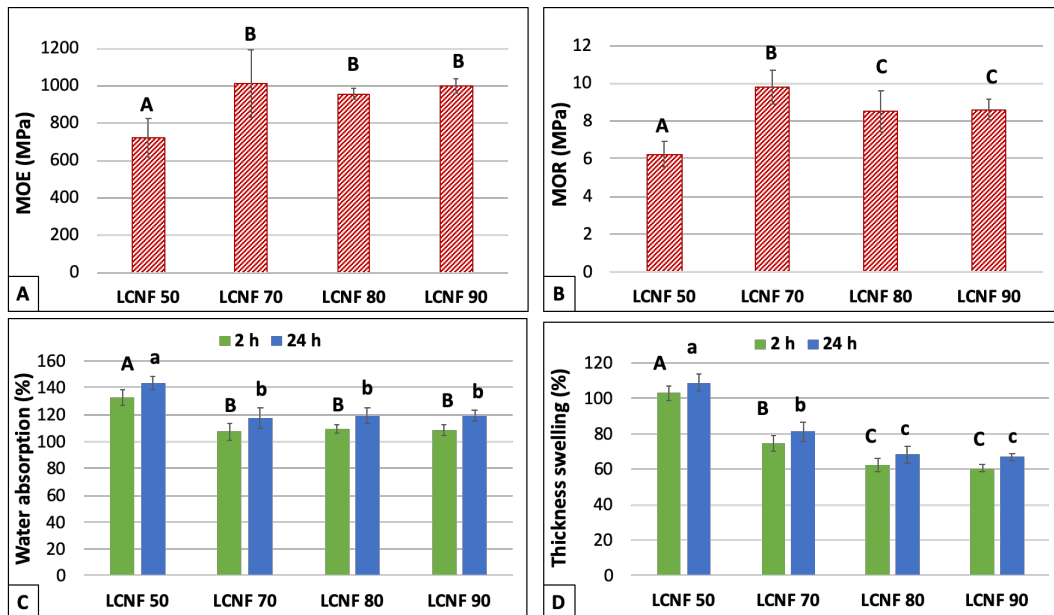 MOE (MPa)
1200
1000
800
600
400
200
0
A
B
B
B
LCNF 50
LCNF 70
LCNF 80
LCNF 90
A
MOR (MPa)
12
10
8
6
4
2
0
A
B
C
C
LCNF 50
LCNF 70
LCNF 80
LCNF 90
B
Water absorption (%)
2 h
24 h
160
140
120
100
80
60
40
20
0
A
a
B
b
B
b
B
b
LCNF 50
LCNF 70
LCNF 80
LCNF 90
C
Thickness swelling (%)
2 h
24 h
120
100
80
60
40
20
0
A
a
B
b
C
c
C
c
LCNF 50
LCNF 70
LCNF 80
LCNF 90
D